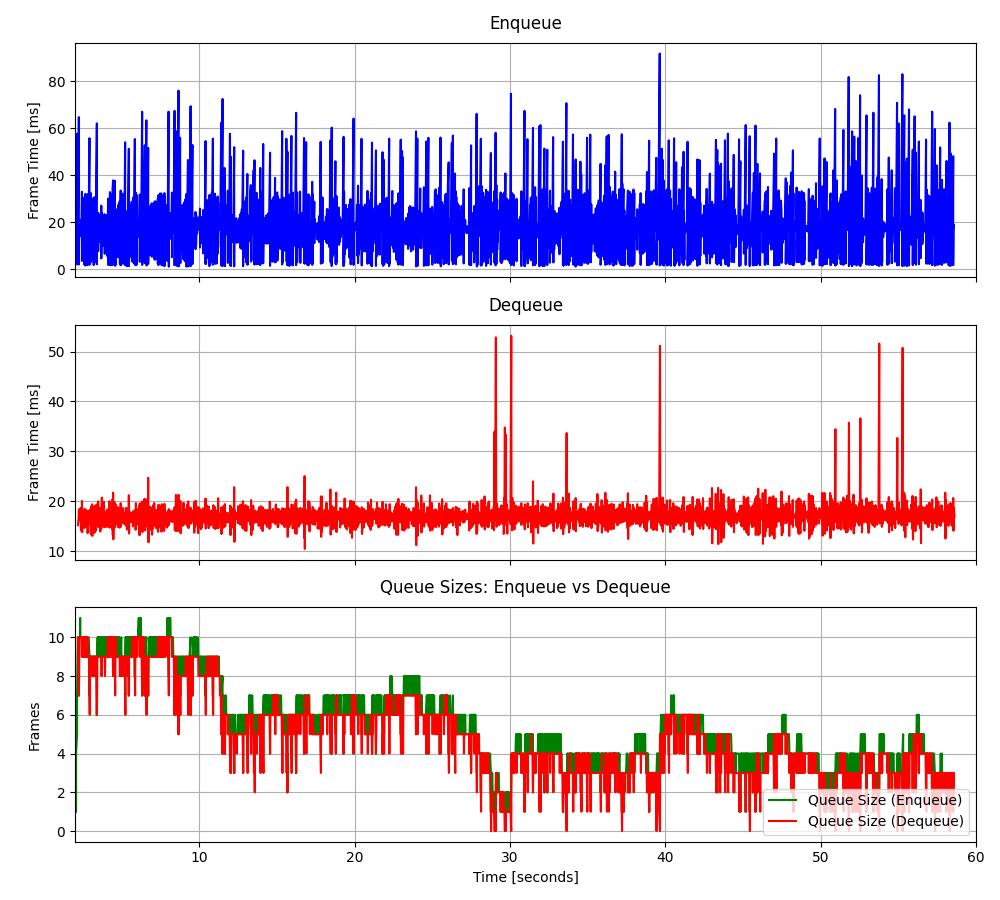 Enqueue
Frame Time [ms]
80
60
40
20
0
Dequeue
Frame Time [ms]
50
40
30
20
10
Queue Sizes: Enqueue vs Dequeue
Frames
10
8
6
4
2
0
Queue Size (Enqueue)
Queue Size (Dequeue)
10 20 30 40 50 60
Time [seconds]